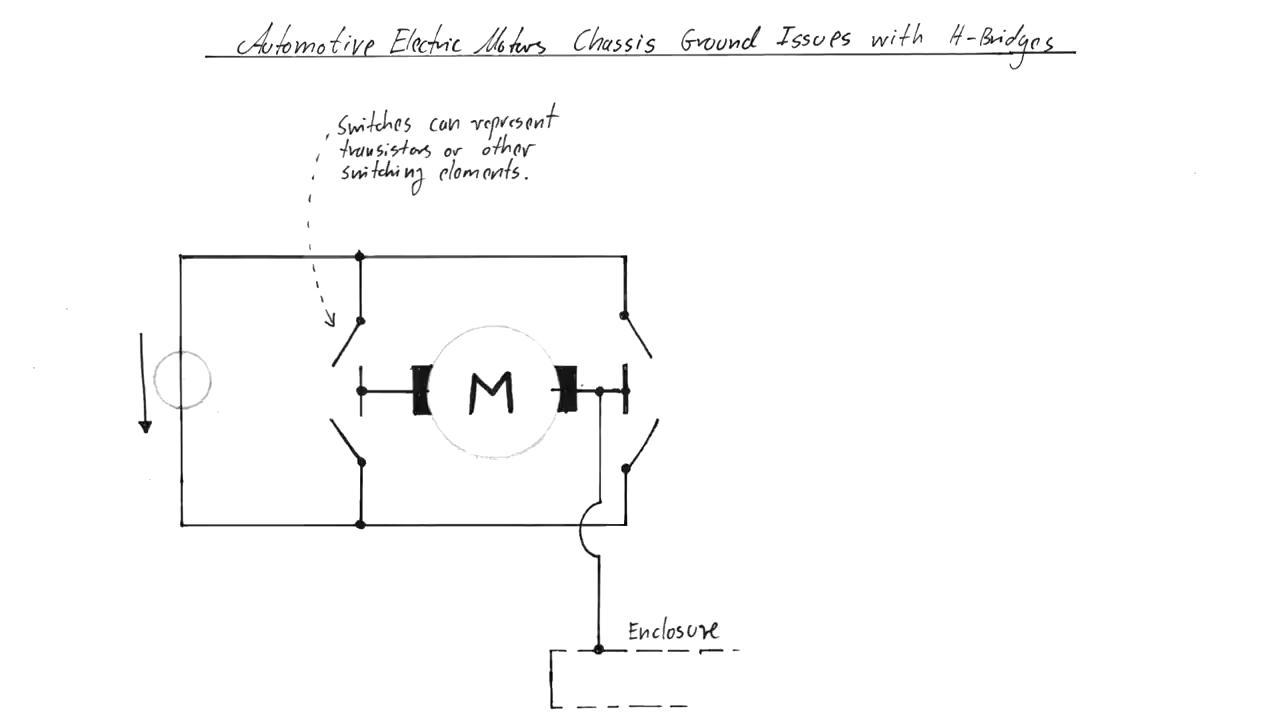 Automotive Electric Motors Chassis Ground Issues with H-Bridges
Switches can represent
transistors or other
switching elements.
M
Enclosure